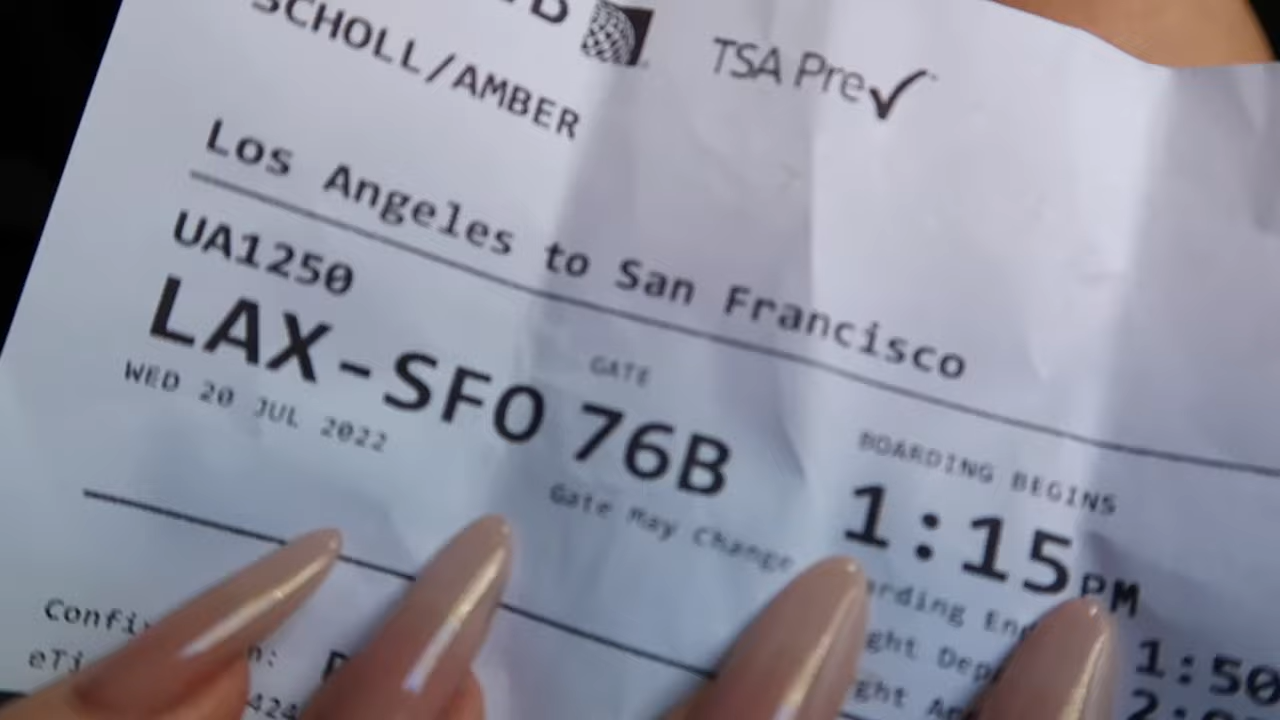 TSA Pre✓
SCHOLL/AMBER
Los Angeles to San Francisco
UA1250
LAX-SFO
WED 20 JUL 2022
GATE
76B
Gate May Change
BOARDING BEGINS
1:15PM
1:50